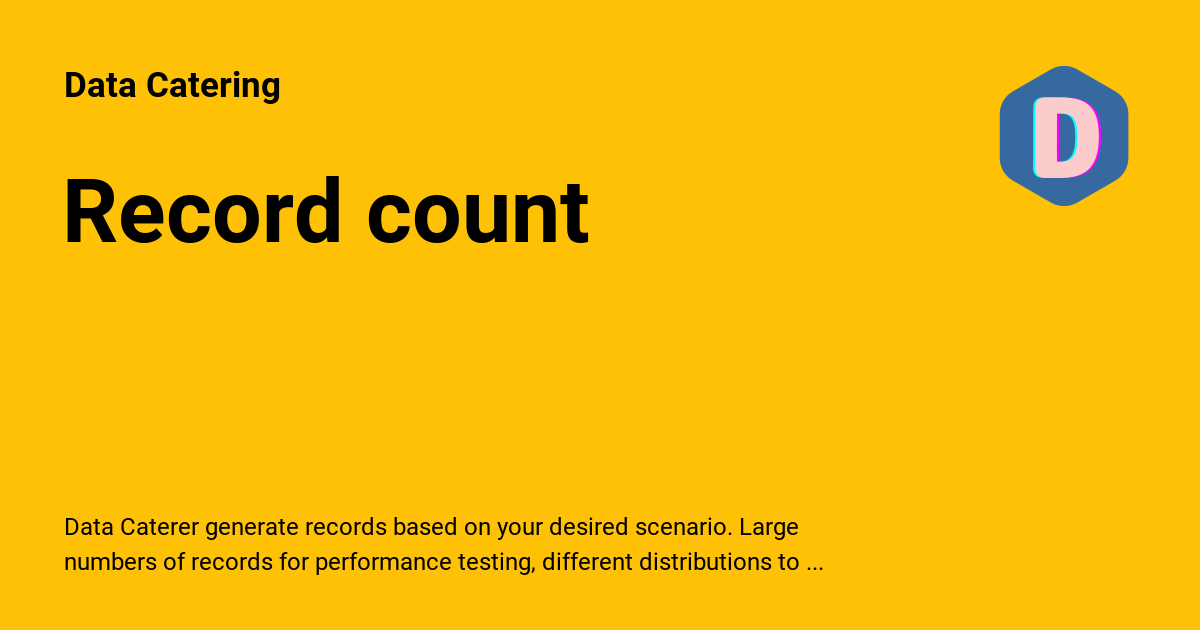 Data Catering
D
Record count
Data Caterer generate records based on your desired scenario. Large
numbers of records for performance testing, different distributions to ...